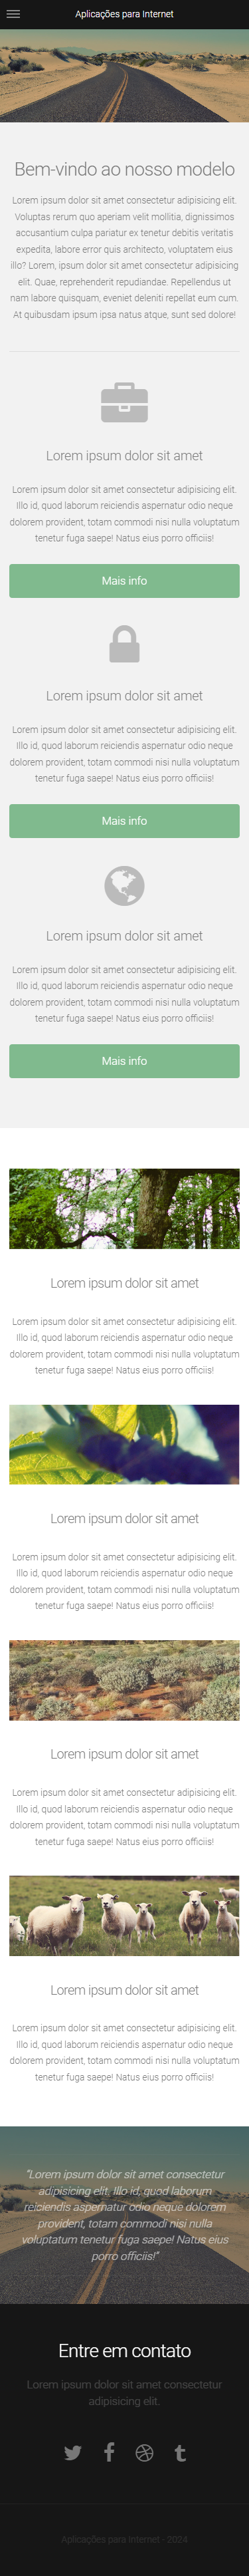 Aplicações para Internet
Bem-vindo ao nosso modelo
Lorem ipsum dolor sit amet consectetur adipisicing elit.
Voluptas rerum quo aperiam velit mollitia, dignissimos
accusantium culpa pariatur ex tenetur debitis veritatis
expedita, labore error quis architecto, voluptatem eius
illo? Lorem, ipsum dolor sit amet consectetur adipisicing
elit. Quae, reprehenderit repudiandae. Repellendus ut
nam labore quisquam, eveniet deleniti repellat eum cum.
At quibusdam ipsum ipsa natus atque, sunt sed dolore!
Lorem ipsum dolor sit amet
Lorem ipsum dolor sit amet consectetur adipisicing elit.
Illo id, quod laborum reiciendis aspernatur odio neque
dolorem provident, totam commodi nisi nulla voluptatum
tenetur fuga saepe! Natus eius porro officiis!
Mais info
Lorem ipsum dolor sit amet
Lorem ipsum dolor sit amet consectetur adipisicing elit.
Illo id, quod laborum reiciendis aspernatur odio neque
dolorem provident, totam commodi nisi nulla voluptatum
tenetur fuga saepe! Natus eius porro officiis!
Mais info
Lorem ipsum dolor sit amet
Lorem ipsum dolor sit amet consectetur adipisicing elit.
Illo id, quod laborum reiciendis aspernatur odio neque
dolorem provident, totam commodi nisi nulla voluptatum
tenetur fuga saepe! Natus eius porro officiis!
Mais info
Lorem ipsum dolor sit amet
Lorem ipsum dolor sit amet consectetur adipisicing elit.
Illo id, quod laborum reiciendis aspernatur odio neque
dolorem provident, totam commodi nisi nulla voluptatum
tenetur fuga saepe! Natus eius porro officiis!
Lorem ipsum dolor sit amet
Lorem ipsum dolor sit amet consectetur adipisicing elit.
Illo id, quod laborum reiciendis aspernatur odio neque
dolorem provident, totam commodi nisi nulla voluptatum
tenetur fuga saepe! Natus eius porro officiis!
Lorem ipsum dolor sit amet
Lorem ipsum dolor sit amet consectetur adipisicing elit.
Illo id, quod laborum reiciendis aspernatur odio neque
dolorem provident, totam commodi nisi nulla voluptatum
tenetur fuga saepe! Natus eius porro officiis!
Lorem ipsum dolor sit amet
Lorem ipsum dolor sit amet consectetur adipisicing elit.
Illo id, quod laborum reiciendis aspernatur odio neque
dolorem provident, totam commodi nisi nulla voluptatum
tenetur fuga saepe! Natus eius porro officiis!
"Lorem ipsum dolor sit amet consectetur
adipisicing elit. Illo id, quod laborum
reiciendis aspernatur odio neque dolorem
provident, totam commodi nisi nulla
voluptatum tenetur fuga saepe! Natus eius
porro officiis!"
Entre em contato
Lorem ipsum dolor sit amet consectetur
adipisicing elit.
Aplicações para Internet - 2024